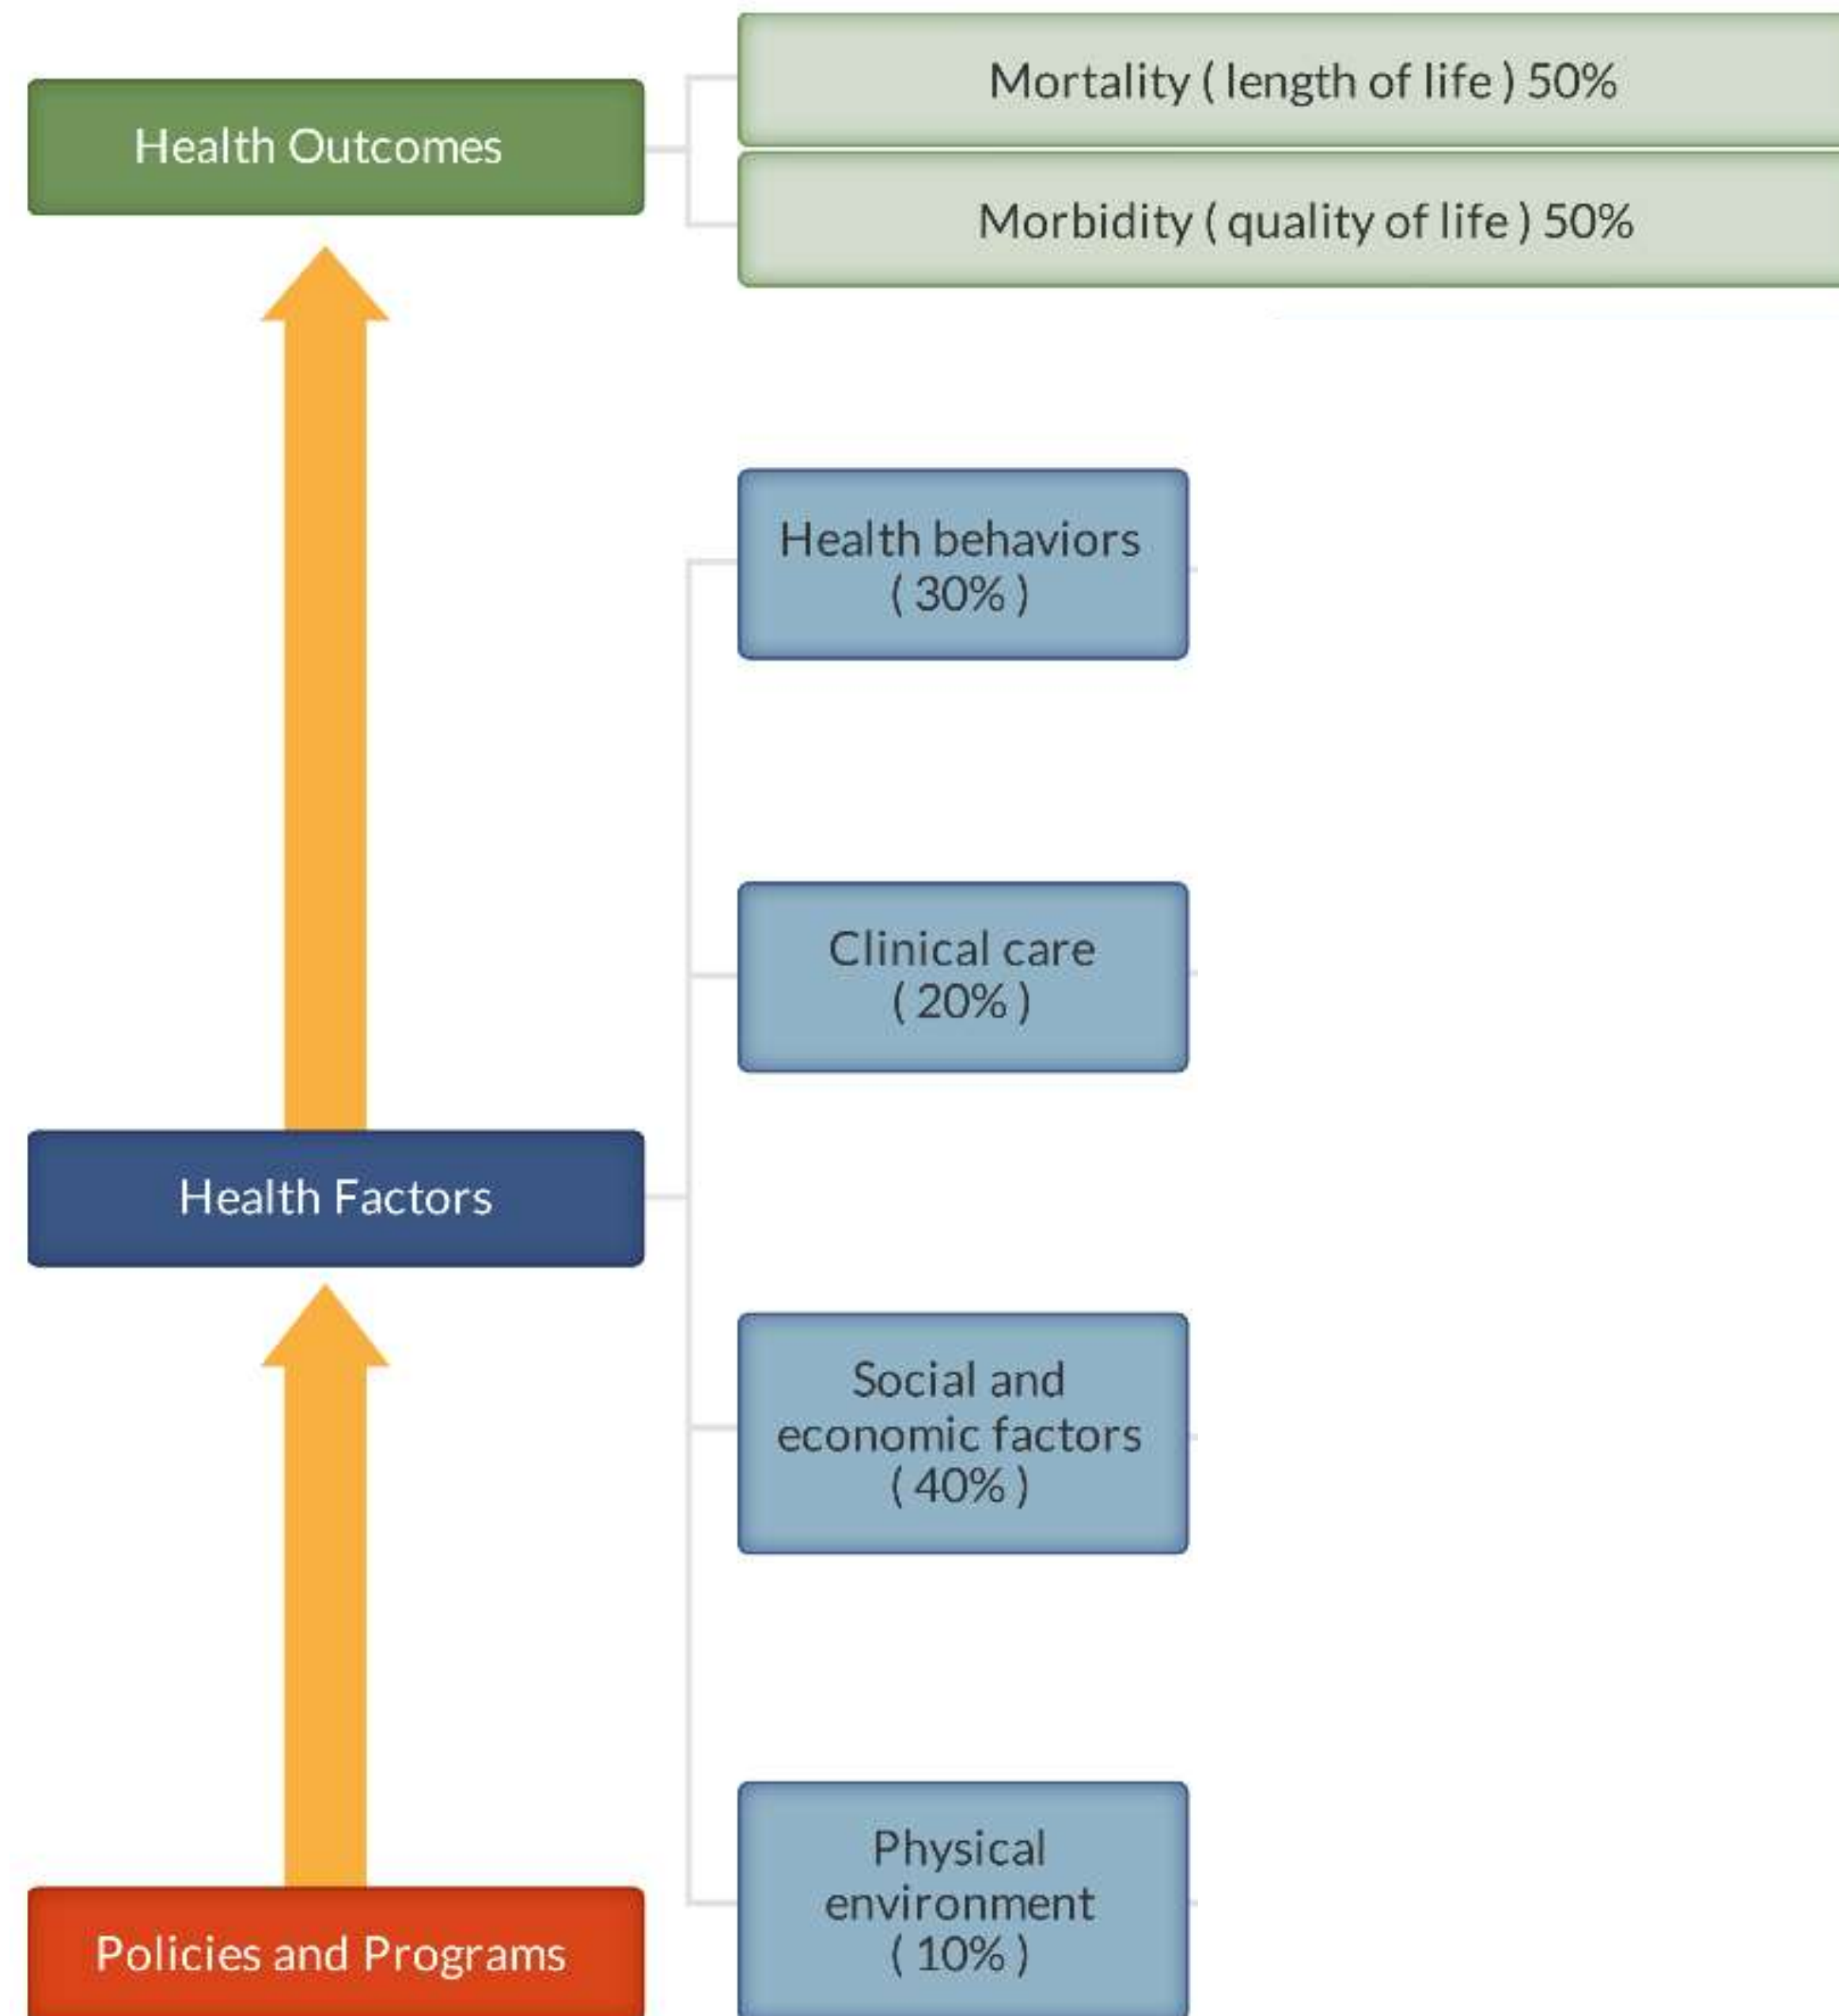 Health Outcomes
Mortality ( length of life ) 50%
Morbidity ( quality of life ) 50%
Health behaviors
( 30% )
Clinical care
( 20% )
Health Factors
Social and
economic factors
( 40% )
Physical
environment
( 10% )
Policies and Programs